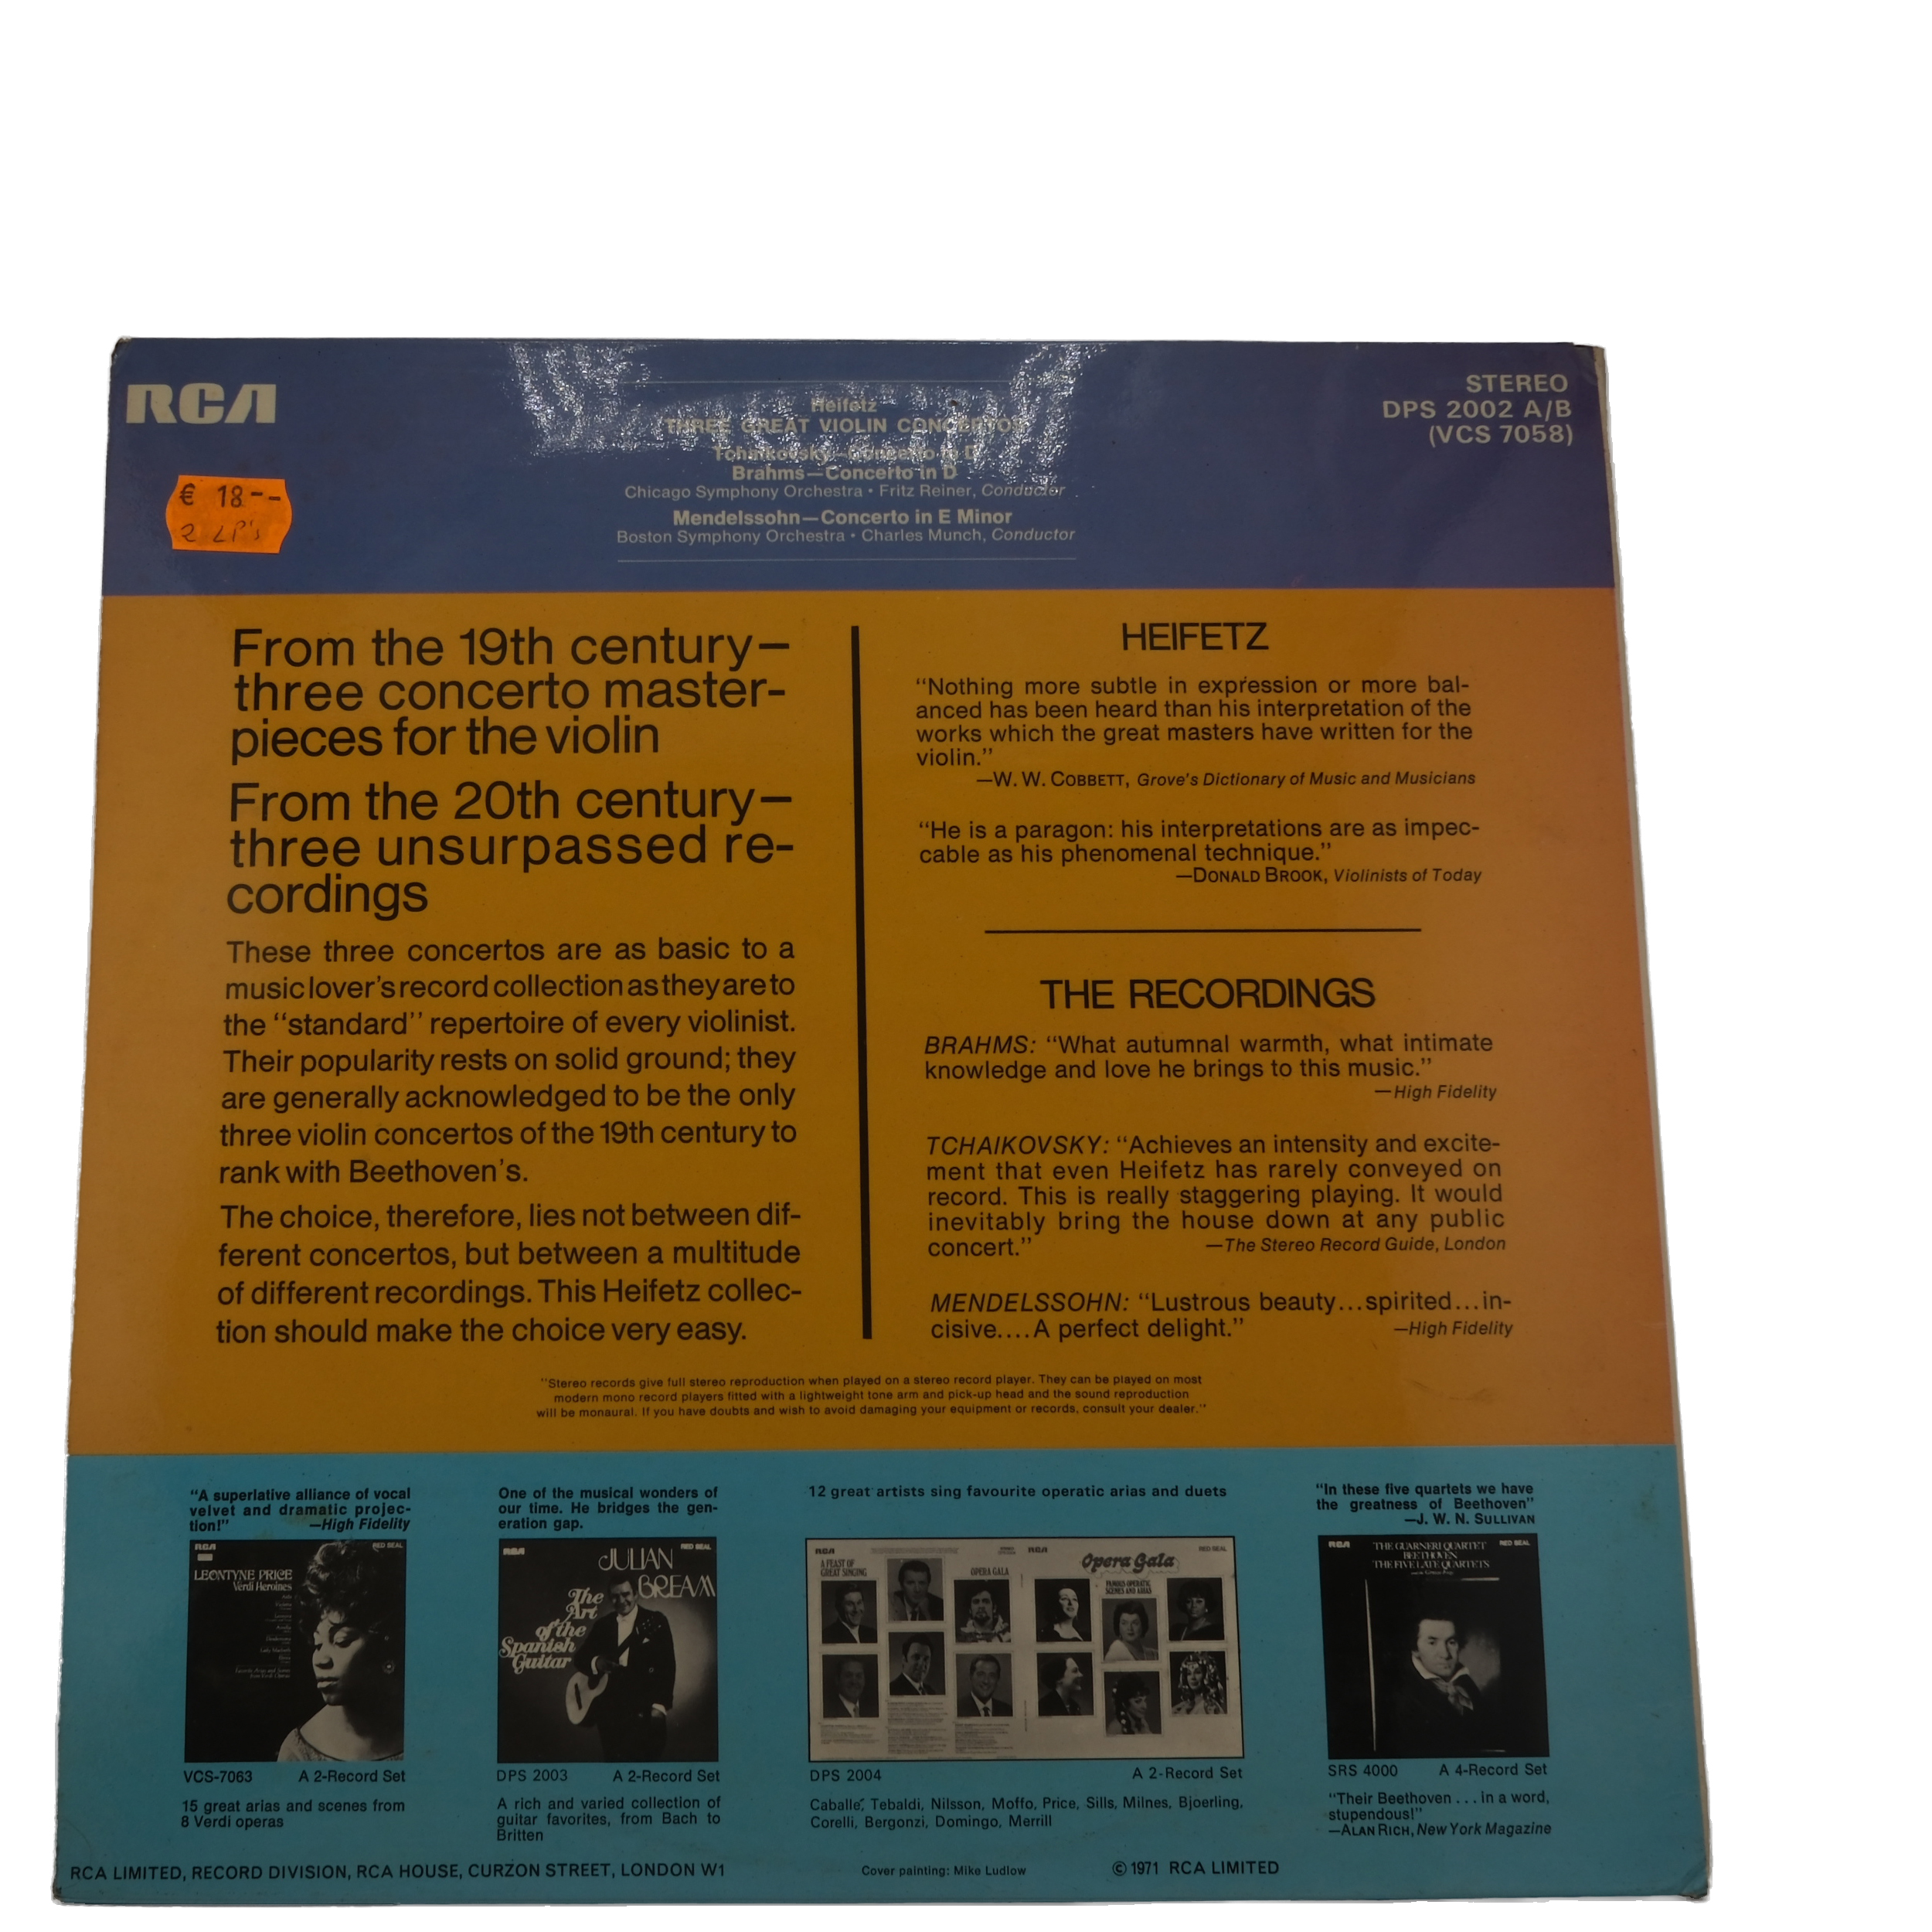 RCA
STEREO
DPS 2002 A/B
(VCS 7058)
€ 18--
2 LP's
Heifetz
THREE GREAT VIOLIN CONCERTOS
Tchaikovsky—Concerto in D
Brahms—Concerto in D
Chicago Symphony Orchestra • Fritz Reiner, Conductor
Mendelssohn—Concerto in E Minor
Boston Symphony Orchestra • Charles Munch, Conductor
From the 19th century—
three concerto master-
pieces for the violin
From the 20th century—
three unsurpassed re-
cordings
These three concertos are as basic to a
music lover's record collection as they are to
the "standard" repertoire of every violinist.
Their popularity rests on solid ground; they
are generally acknowledged to be the only
three violin concertos of the 19th century to
rank with Beethoven's.
The choice, therefore, lies not between dif-
ferent concertos, but between a multitude
of different recordings. This Heifetz collec-
tion should make the choice very easy.
HEIFETZ
"Nothing more subtle in expression or more bal-
anced has been heard than his interpretation of the
works which the great masters have written for the
violin."
—W. W. COBBETT, Grove's Dictionary of Music and Musicians
"He is a paragon: his interpretations are as impec-
cable as his phenomenal technique."
—DONALD BROOK, Violinists of Today
THE RECORDINGS
BRAHMS: "What autumnal warmth, what intimate
knowledge and love he brings to this music."
—High Fidelity
TCHAIKOVSKY: "Achieves an intensity and excite-
ment that even Heifetz has rarely conveyed on
record. This is really staggering playing. It would
inevitably bring the house down at any public
concert." —The Stereo Record Guide, London
MENDELSSOHN: "Lustrous beauty...spirited...in-
cisive....A perfect delight." —High Fidelity
"Stereo records give full stereo reproduction when played on a stereo record player. They can be played on most
modern mono record players fitted with a lightweight tone arm and pick-up head and the sound reproduction
will be monaural. If you have doubts and wish to avoid damaging your equipment or records, consult your dealer."
"A superlative alliance of vocal
velvet and dramatic projec-
tion!" —High Fidelity
RCA RED SEAL
LEONTYNE PRICE
Verdi Heroines
VCS-7063 A 2-Record Set
15 great arias and scenes from
8 Verdi operas
One of the musical wonders of
our time. He bridges the gen-
eration gap.
RCA RED SEAL
JULIAN
BREAM
The
Art
of the
Spanish
Guitar
DPS 2003 A 2-Record Set
A rich and varied collection of
guitar favorites, from Bach to
Britten
12 great artists sing favourite operatic arias and duets
RCA
A FEAST OF
GREAT SINGING
OPERA GALA
RCA RED SEAL
Opera Gala
FAMOUS OPERATIC
SCENES AND ARIAS
DPS 2004 A 2-Record Set
Caballé, Tebaldi, Nilsson, Moffo, Price, Sills, Milnes, Bjoerling,
Corelli, Bergonzi, Domingo, Merrill
"In these five quartets we have
the greatness of Beethoven"
—J. W. N. SULLIVAN
RCA RED SEAL
THE GUARNERI QUARTET
BEETHOVEN
THE FIVE LATE QUARTETS
SRS 4000 A 4-Record Set
"Their Beethoven . . . in a word,
stupendous!"
—ALAN RICH, New York Magazine
RCA LIMITED, RECORD DIVISION, RCA HOUSE, CURZON STREET, LONDON W1
Cover painting: Mike Ludlow
© 1971 RCA LIMITED